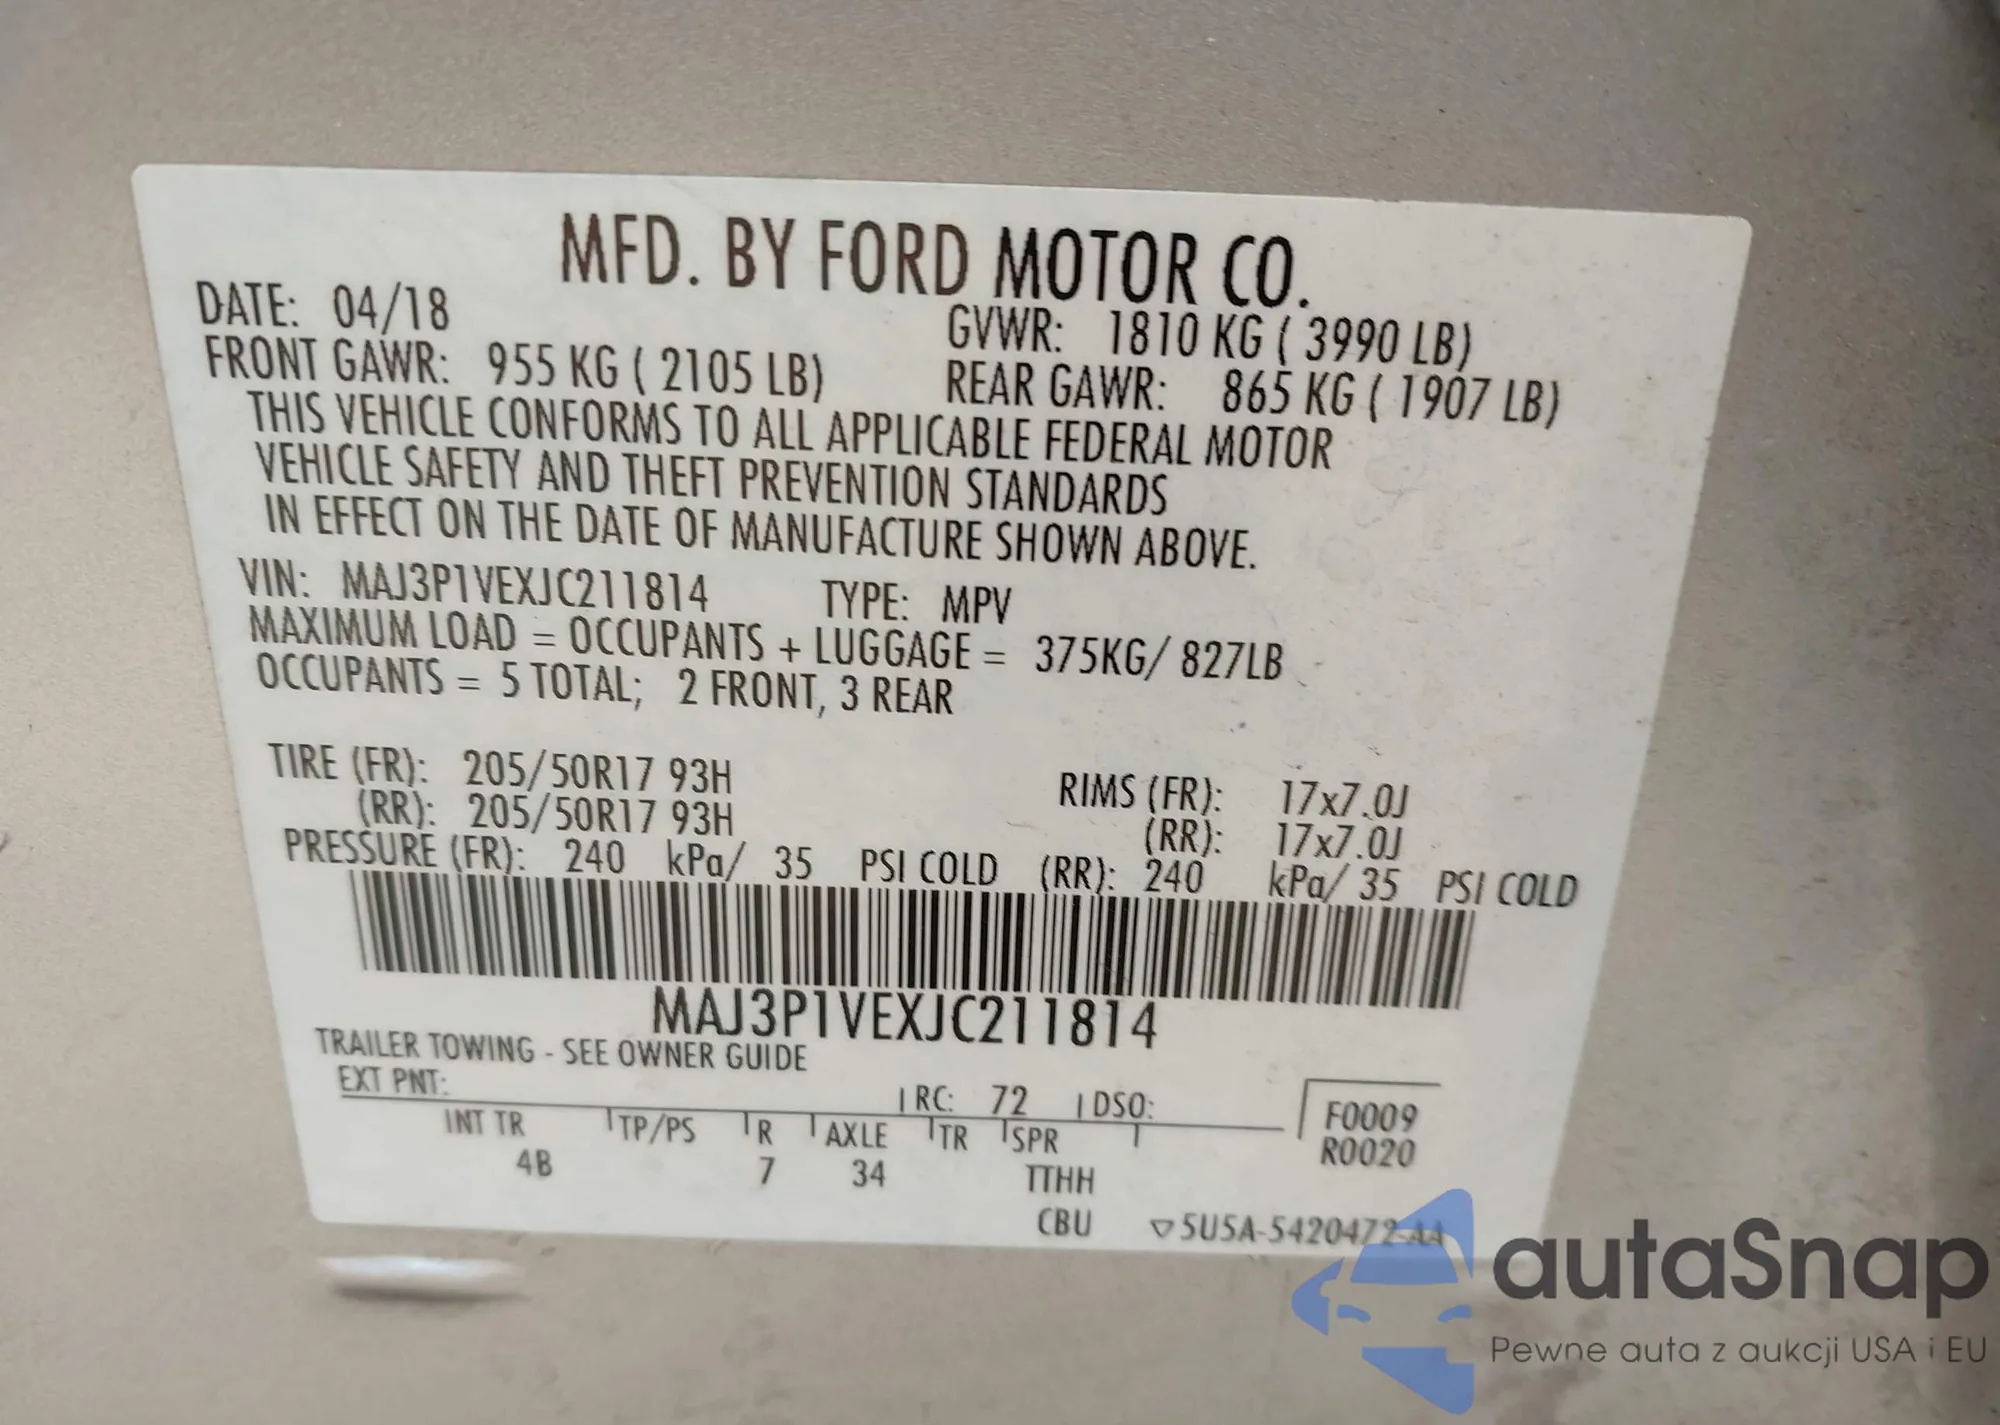 MFD. BY FORD MOTOR CO.
DATE: 04/18 GVWR: 1810 KG ( 3990 LB)
FRONT GAWR: 955 KG ( 2105 LB) REAR GAWR: 865 KG ( 1907 LB)
THIS VEHICLE CONFORMS TO ALL APPLICABLE FEDERAL MOTOR
VEHICLE SAFETY AND THEFT PREVENTION STANDARDS
IN EFFECT ON THE DATE OF MANUFACTURE SHOWN ABOVE.
VIN: MAJ3P1VEXJC211814 TYPE: MPV
MAXIMUM LOAD = OCCUPANTS + LUGGAGE = 375KG/ 827LB
OCCUPANTS = 5 TOTAL; 2 FRONT, 3 REAR
TIRE (FR): 205/50R17 93H RIMS (FR): 17x7.0J
(RR): 205/50R17 93H (RR): 17x7.0J
PRESSURE (FR): 240 kPa/ 35 PSI COLD (RR): 240 kPa/ 35 PSI COLD
MAJ3P1VEXJC211814
TRAILER TOWING - SEE OWNER GUIDE
EXT PNT: RC: 72 DSO: F0009
INT TR TP/PS R AXLE TR SPR R0020
4B 7 34 TTHH
CBU ▽5U5A-5420472-AA
autaSnap
Pewne auta z aukcji USA i EU